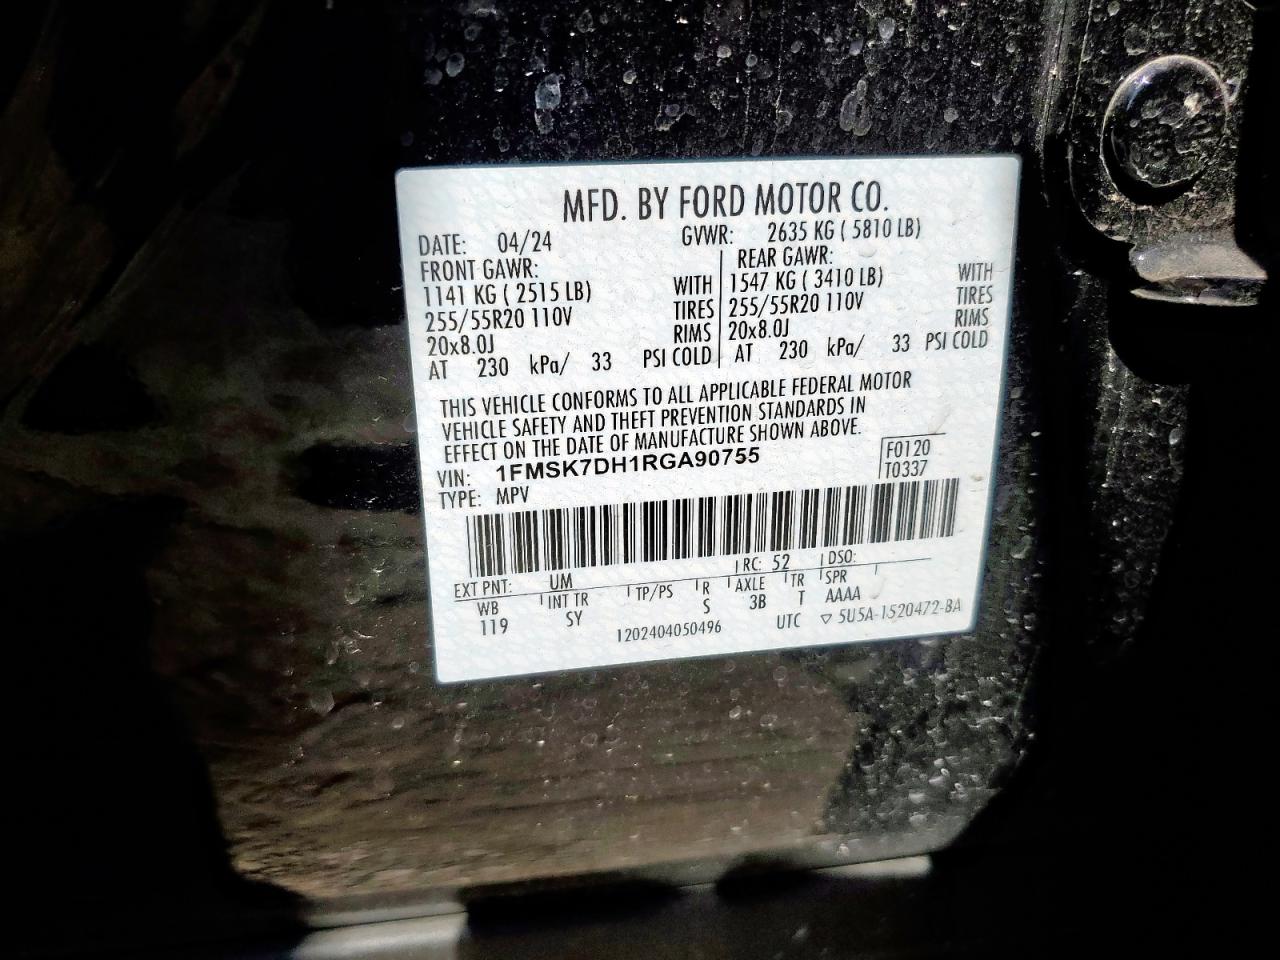 MFD. BY FORD MOTOR CO.
DATE: 04/24 GVWR: 2635 KG ( 5810 LB)
FRONT GAWR: REAR GAWR:
1141 KG ( 2515 LB) WITH 1547 KG ( 3410 LB) WITH
255/55R20 110V TIRES 255/55R20 110V TIRES
20x8.0J RIMS 20x8.0J RIMS
AT 230 kPa/ 33 PSI COLD AT 230 kPa/ 33 PSI COLD
THIS VEHICLE CONFORMS TO ALL APPLICABLE FEDERAL MOTOR
VEHICLE SAFETY AND THEFT PREVENTION STANDARDS IN
EFFECT ON THE DATE OF MANUFACTURE SHOWN ABOVE.
VIN: 1FMSK7DH1RGA90755 F0120
TYPE: MPV T0337
EXT PNT: UM RC: 52 DSO:
WB INT TR TP/PS R AXLE TR SPR
119 SY S 3B T AAAA
1202404050496 UTC ▽ 5U5A-1520472-BA